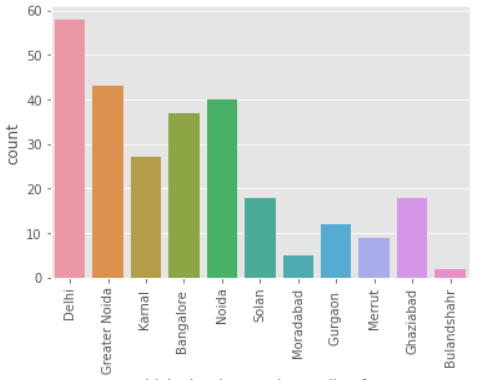 60
50
40
30
20
10
0
count
Delhi
Greater Noida
Karnal
Bangalore
Noida
Solan
Moradabad
Gurgaon
Merrut
Ghaziabad
Bulandshahr